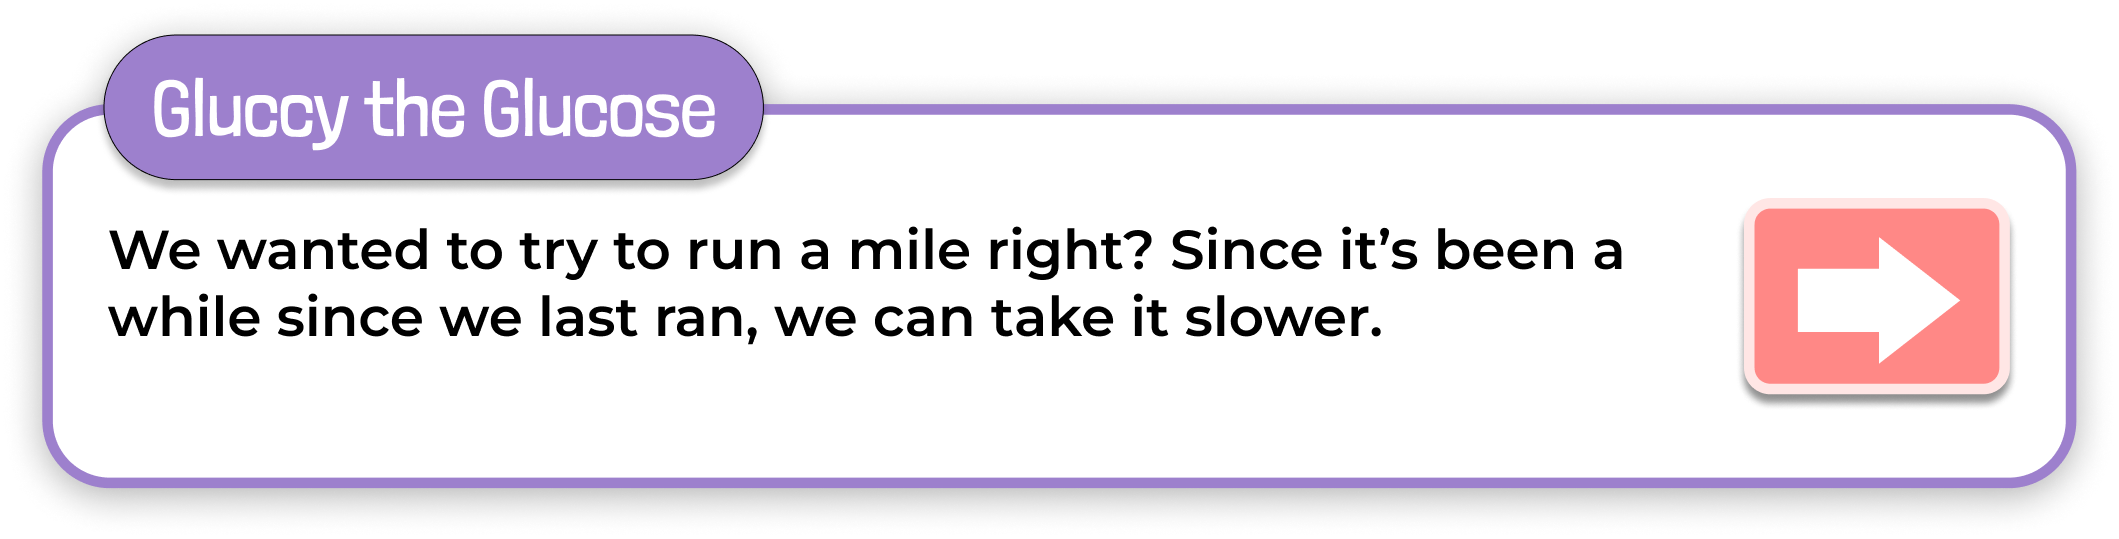 Gluccy the Glucose
We wanted to try to run a mile right? Since it’s been a
while since we last ran, we can take it slower.